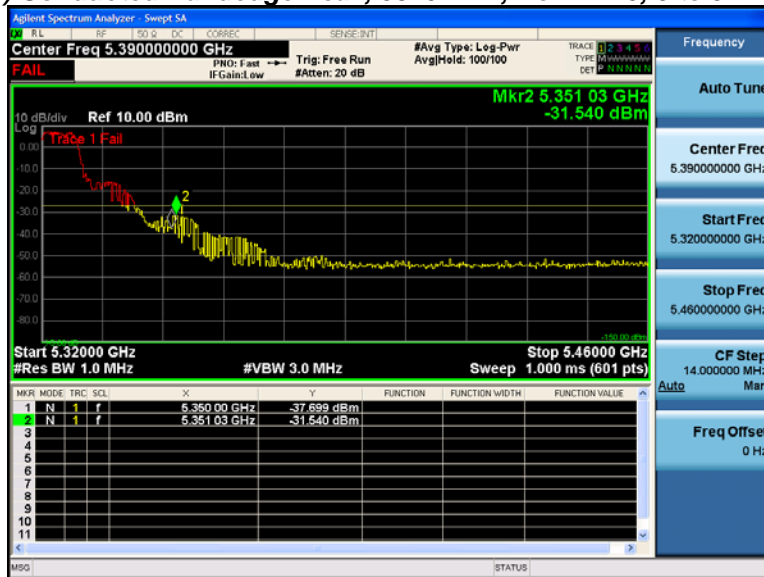 Agilent Spectrum Analyzer - Swept SA
RL RF 50 Ω DC CORREC SENSE:INT
Center Freq 5.390000000 GHz
FAIL
PNO: Fast
IFGain:Low
Trig: Free Run
#Atten: 20 dB
#Avg Type: Log-Pwr
Avg|Hold: 100/100
TRACE 1 2 3 4 5 6
TYPE M
DET P N N N N N
Mkr2 5.351 03 GHz
-31.540 dBm
10 dB/div Ref 10.00 dBm
Log
Trace 1 Fail
0.00
-10.0
-20.0
-30.0
-40.0
-50.0
-60.0
-70.0
-80.0
2
-150.00 dBm
Start 5.32000 GHz Stop 5.46000 GHz
#Res BW 1.0 MHz #VBW 3.0 MHz Sweep 1.000 ms (601 pts)
MKR MODE TRC SCL X Y FUNCTION FUNCTION WIDTH FUNCTION VALUE
1 N 1 f 5.350 00 GHz -37.699 dBm
2 N 1 f 5.351 03 GHz -31.540 dBm
3
4
5
6
7
8
9
10
11
MSG STATUS
Frequency
Auto Tune
Center Freq
5.390000000 GHz
Start Freq
5.320000000 GHz
Stop Freq
5.460000000 GHz
CF Step
14.000000 MHz
Auto Man
Freq Offset
0 Hz